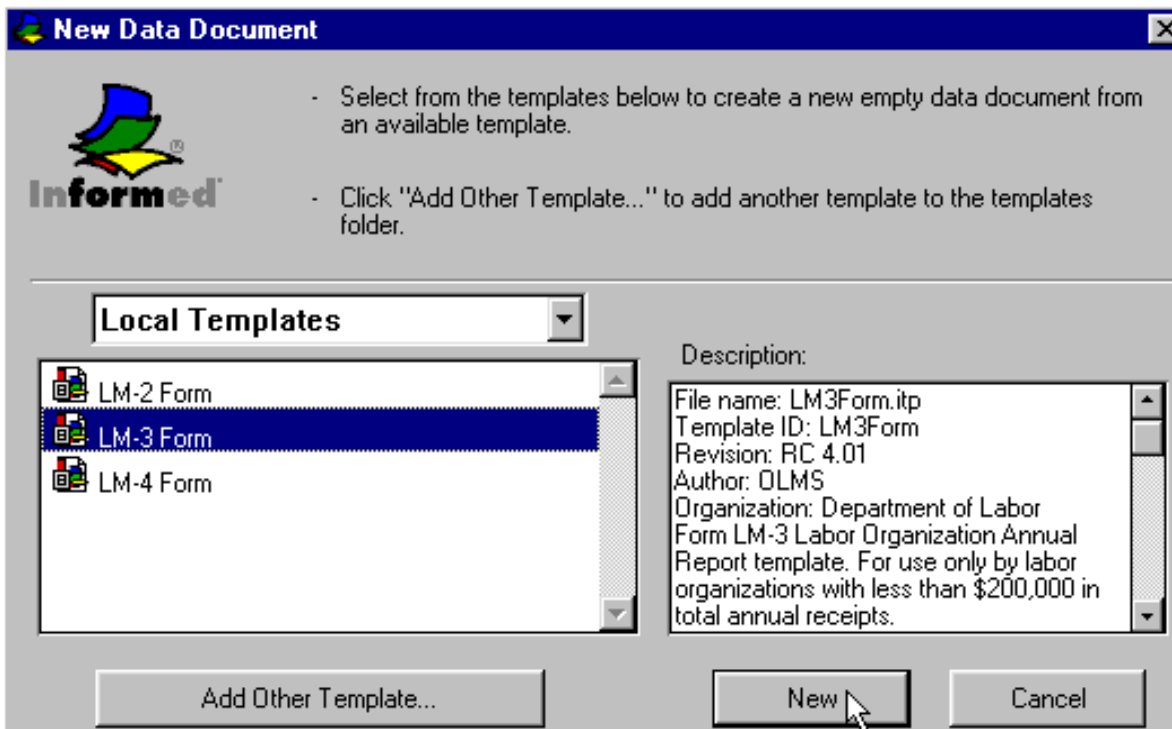 New Data Document
- Select from the templates below to create a new empty data document from
an available template.
Informed
- Click "Add Other Template..." to add another template to the templates
folder.
Local Templates
LM-2 Form
LM-3 Form
LM-4 Form
Description:
File name: LM3Form.itp
Template ID: LM3Form
Revision: RC 4.01
Author: OLMS
Organization: Department of Labor
Form LM-3 Labor Organization Annual
Report template. For use only by labor
organizations with less than $200,000 in
total annual receipts.
Add Other Template...
New
Cancel